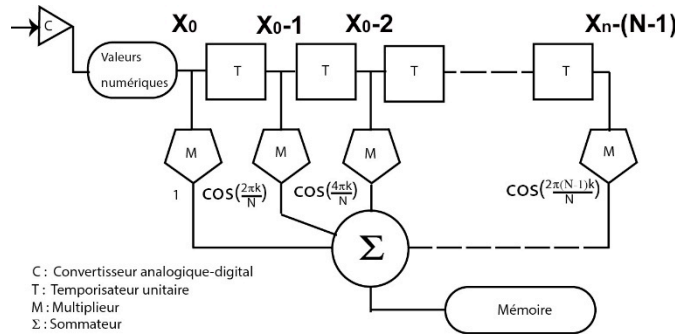 X0 X0-1 X0-2 Xn-(N-1)
C
Valeurs
numériques
T T T T
M M M M
1 cos(2πk/N) cos(4πk/N) cos(2π(N-1)k/N)
Σ
C : Convertisseur analogique-digital
T : Temporisateur unitaire
M : Multiplieur
Σ : Sommateur
Mémoire